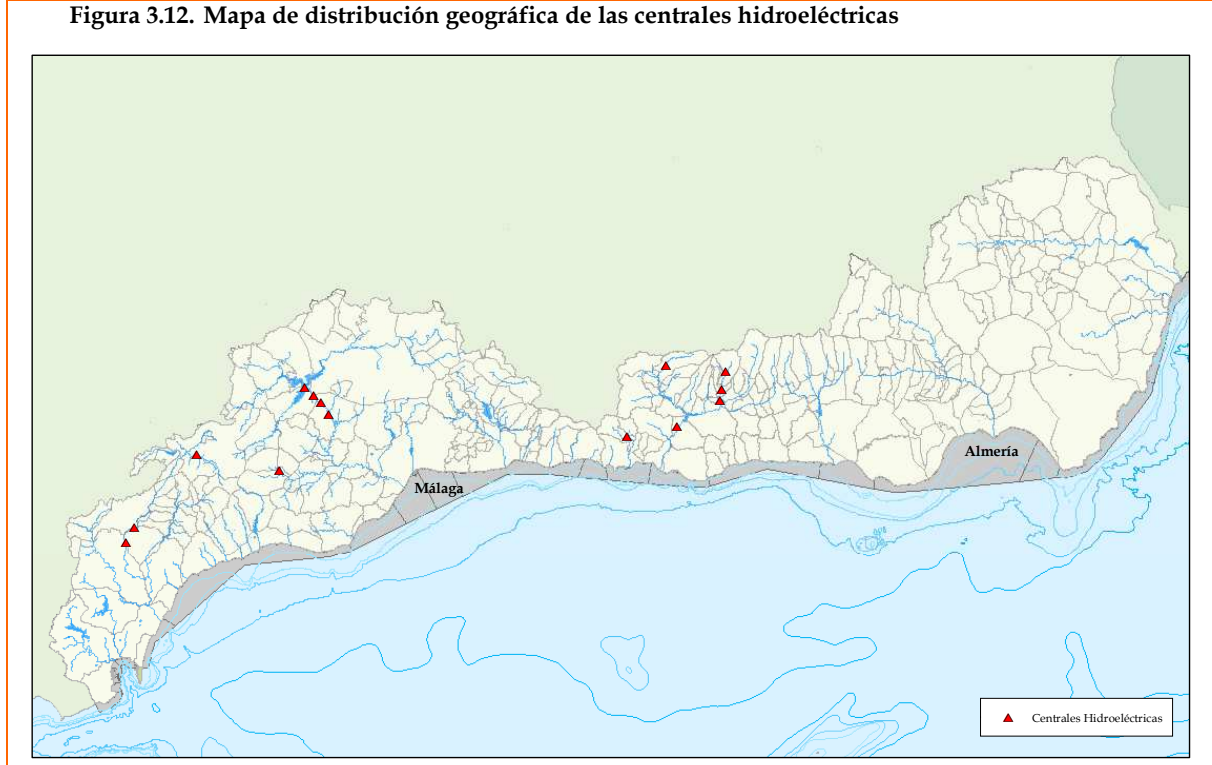 Figura 3.12. Mapa de distribución geográfica de las centrales hidroeléctricas
Almería
Málaga
Centrales Hidroeléctricas